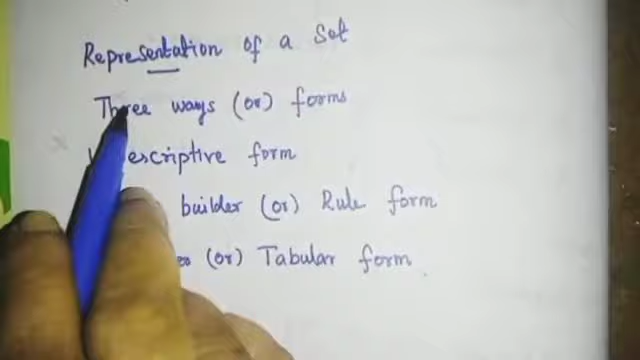 Representation of a Set
Three ways (or) forms
escriptive form
builder (or) Rule form
(or) Tabular form